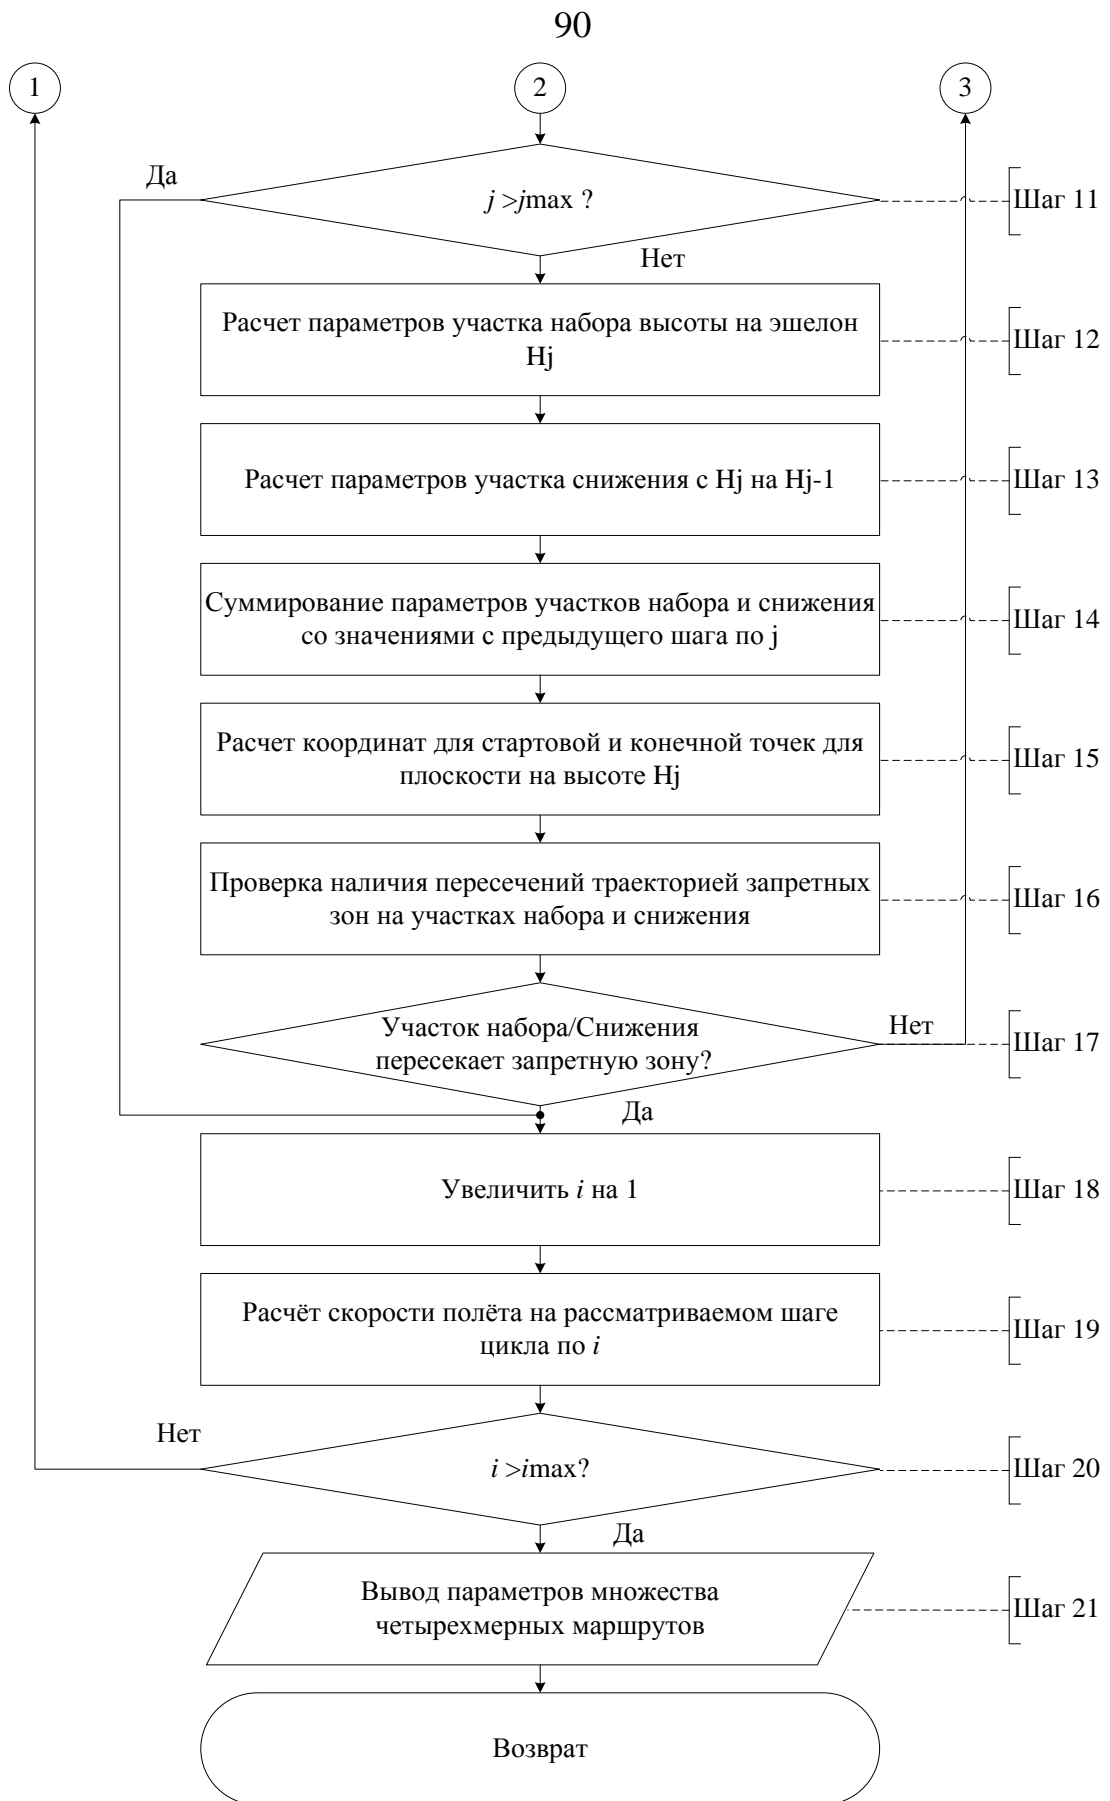 90
1
2
3
Да
j >jmax ?
Шаг 11
Нет
Расчет параметров участка набора высоты на эшелон
Hj
Шаг 12
Расчет параметров участка снижения с Hj на Hj-1
Шаг 13
Суммирование параметров участков набора и снижения
со значениями с предыдущего шага по j
Шаг 14
Расчет координат для стартовой и конечной точек для
плоскости на высоте Hj
Шаг 15
Проверка наличия пересечений траекторией запретных
зон на участках набора и снижения
Шаг 16
Участок набора/Снижения
пересекает запретную зону?
Нет
Шаг 17
Да
Увеличить i на 1
Шаг 18
Расчёт скорости полёта на рассматриваемом шаге
цикла по i
Шаг 19
Нет
i >imax?
Шаг 20
Да
Вывод параметров множества
четырехмерных маршрутов
Шаг 21
Возврат